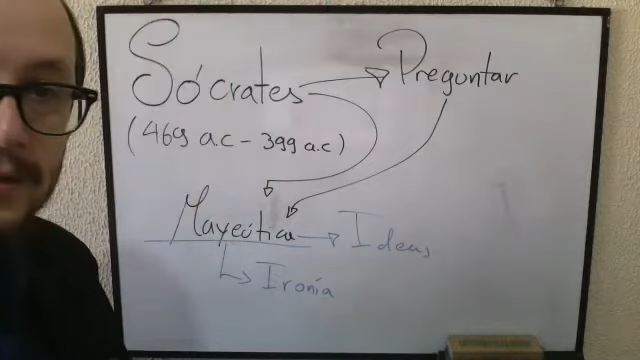 Sócrates Preguntar
(469 a.c - 399 a.c)
Mayeútica Ideas
Ironía